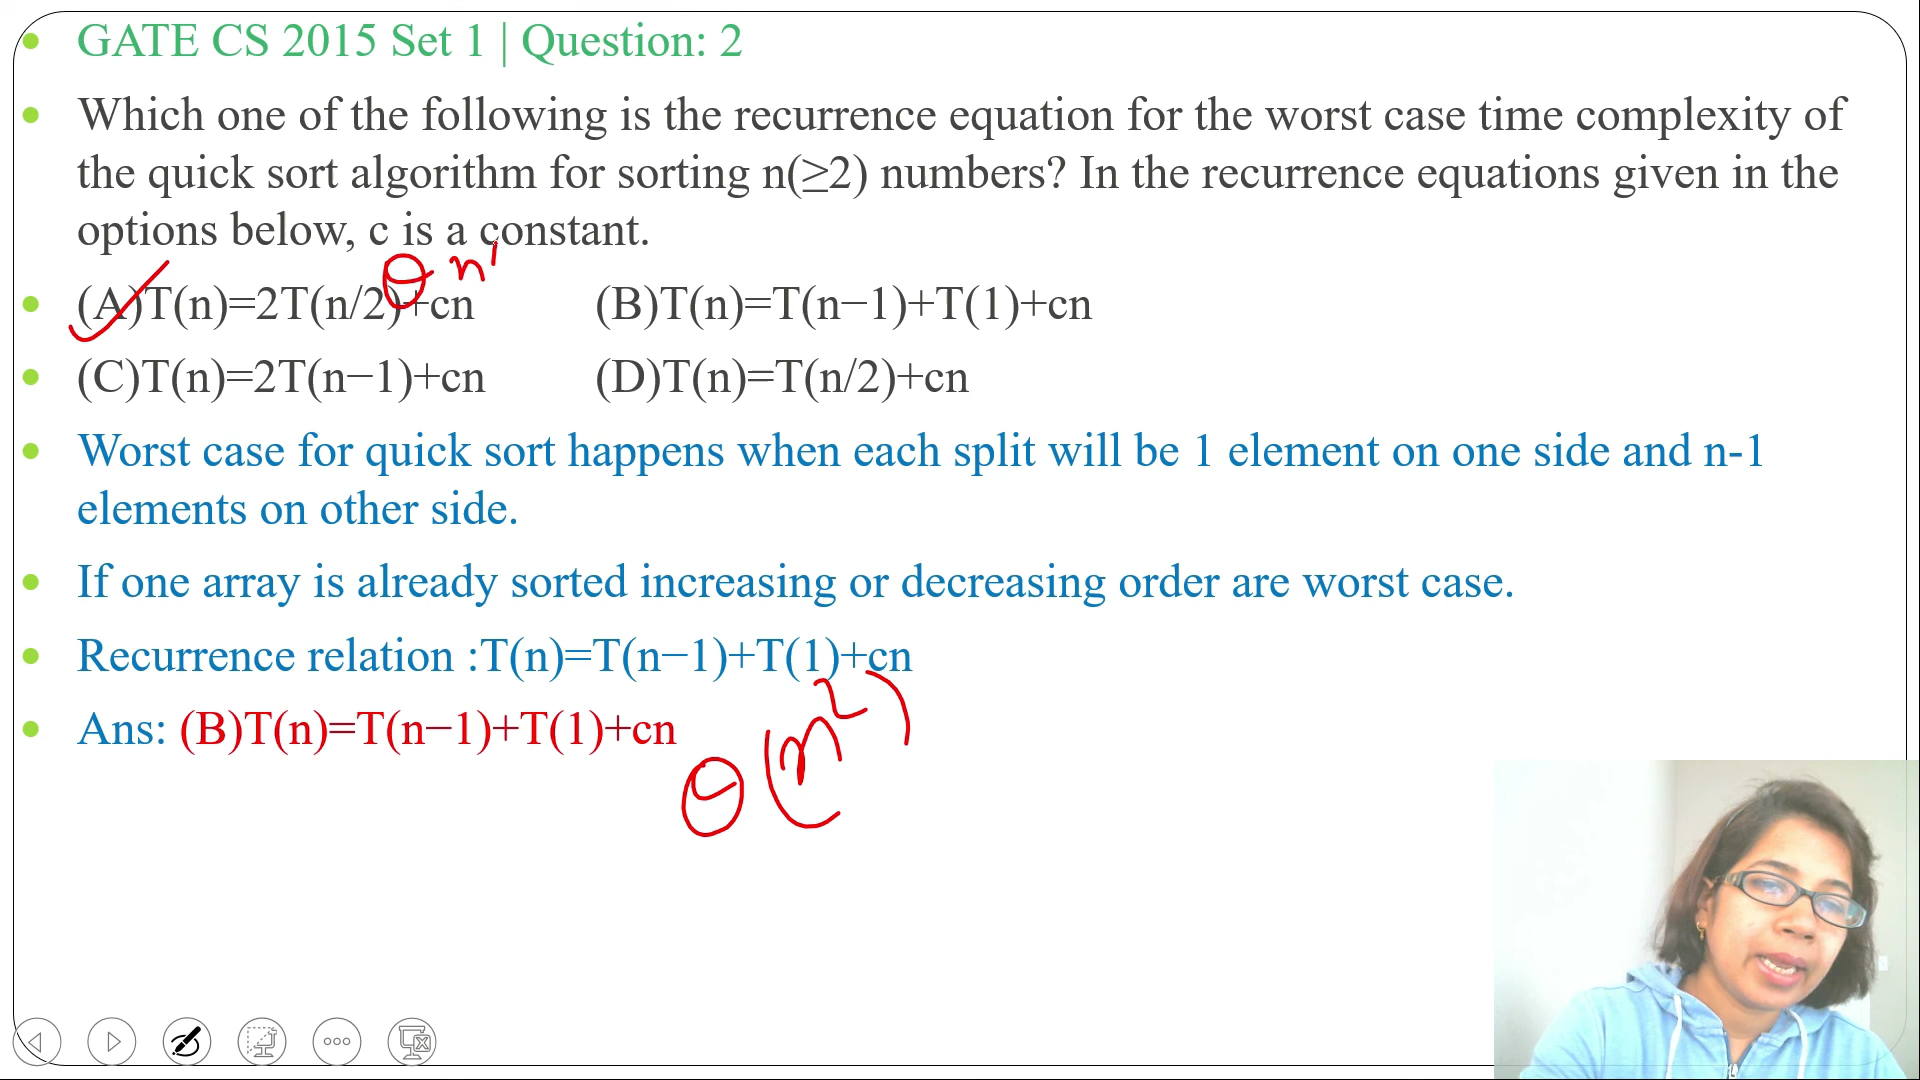 GATE CS 2015 Set 1 | Question: 2
Which one of the following is the recurrence equation for the worst case time complexity of
the quick sort algorithm for sorting n(≥2) numbers? In the recurrence equations given in the
options below, c is a constant.
θ n'
(A)T(n)=2T(n/2)+cn (B)T(n)=T(n−1)+T(1)+cn
(C)T(n)=2T(n−1)+cn (D)T(n)=T(n/2)+cn
Worst case for quick sort happens when each split will be 1 element on one side and n-1
elements on other side.
If one array is already sorted increasing or decreasing order are worst case.
Recurrence relation :T(n)=T(n−1)+T(1)+cn
Ans: (B)T(n)=T(n−1)+T(1)+cn
θ(n²)